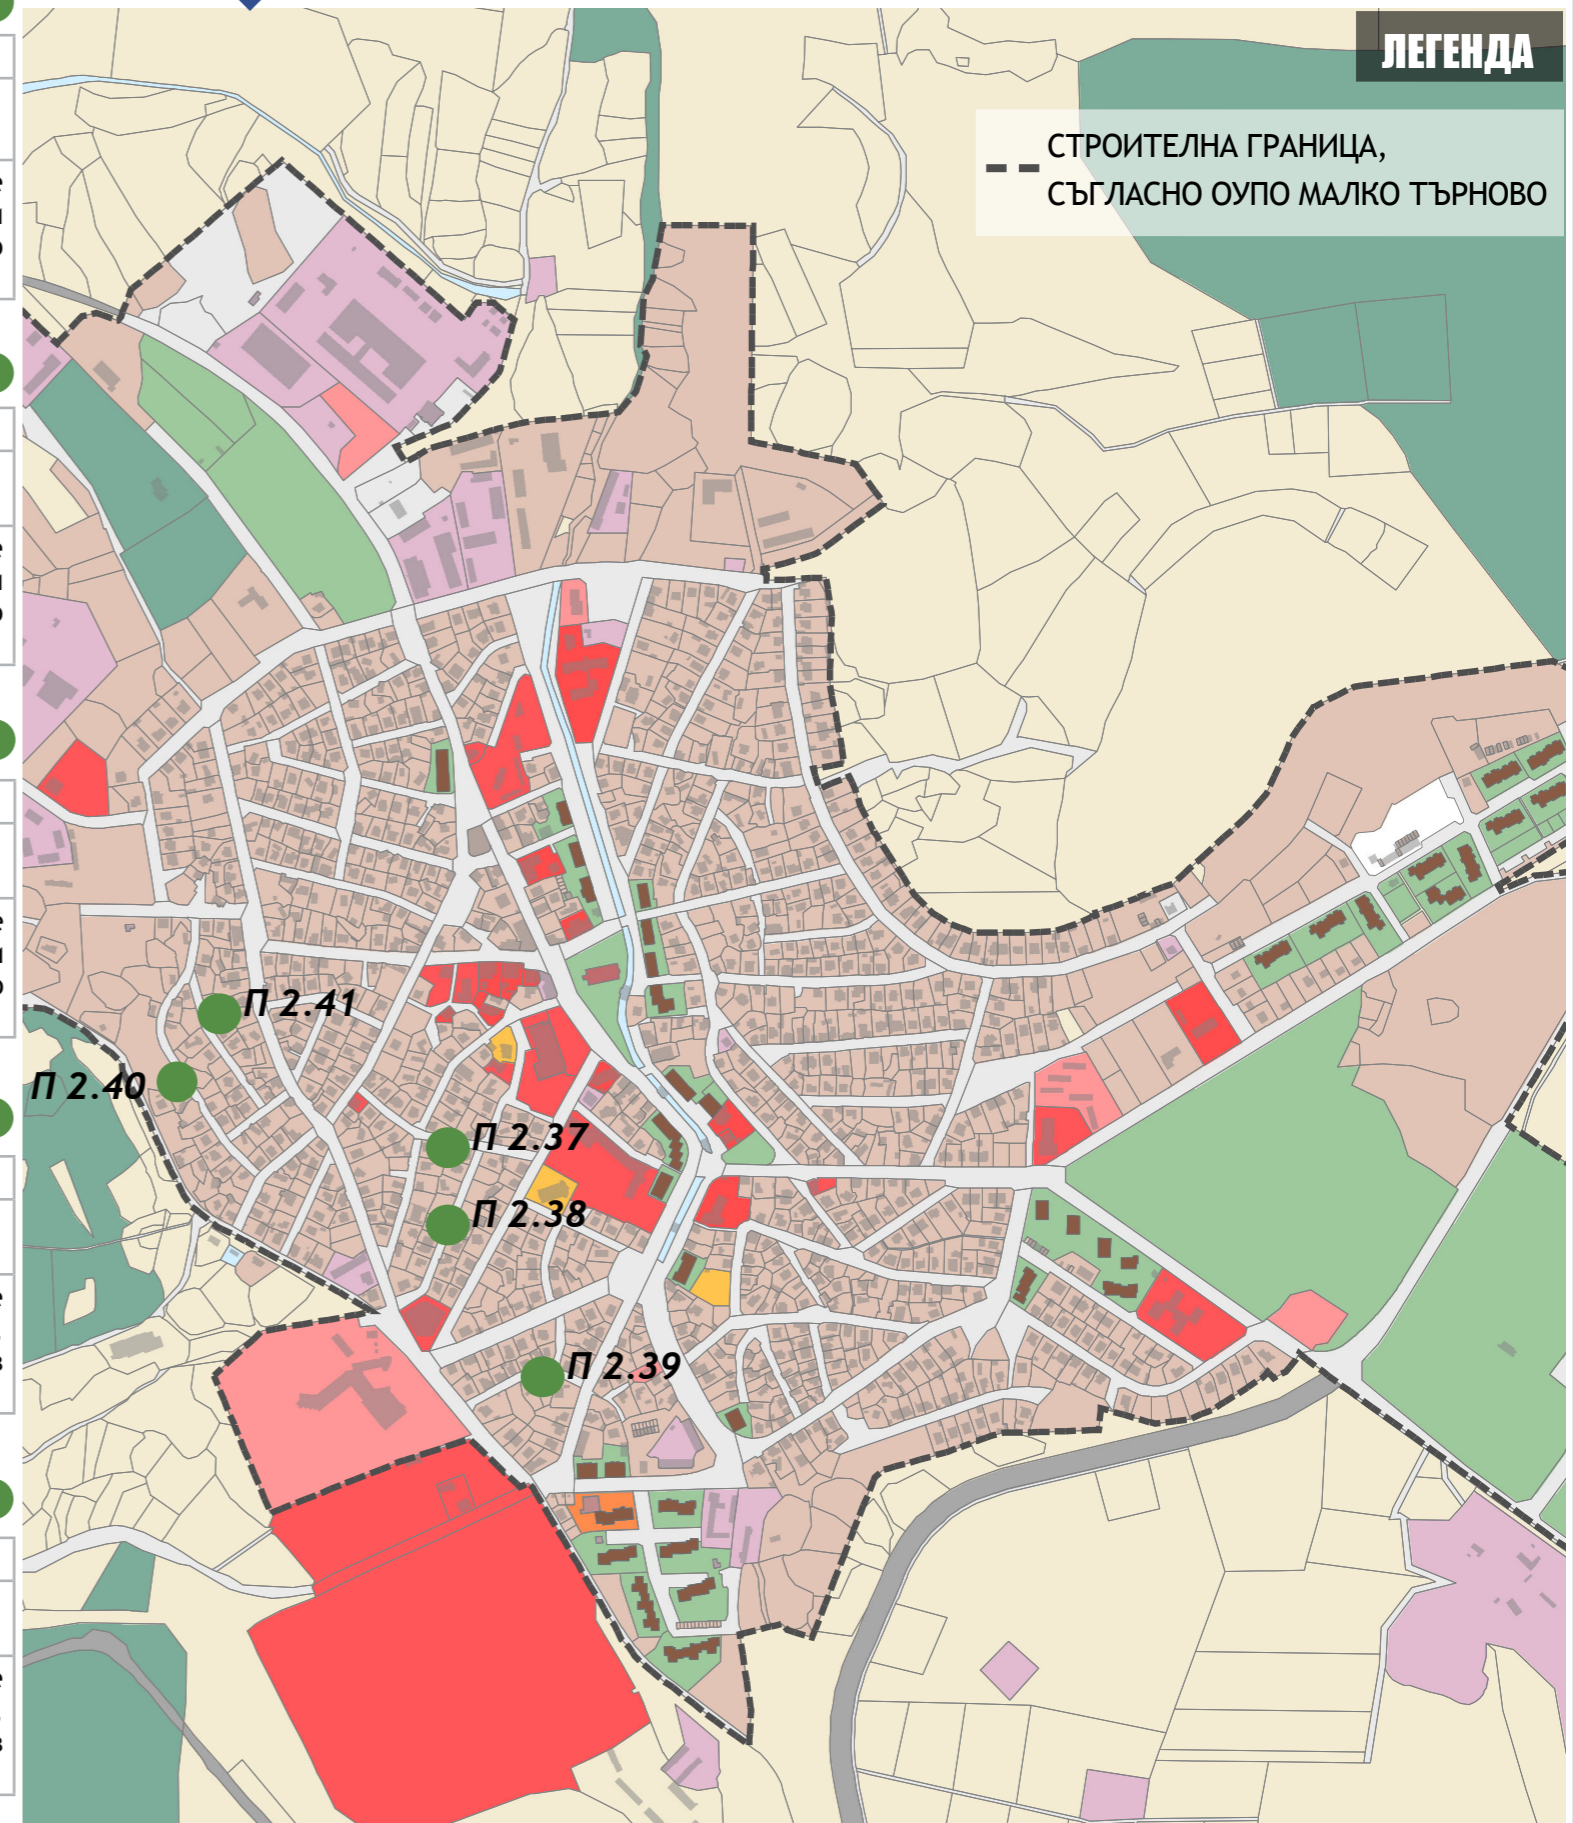 ЛЕГЕНДА
СТРОИТЕЛНА ГРАНИЦА,
СЪГЛАСНО ОУПО МАЛКО ТЪРНОВО
П 2.41
П 2.40
П 2.37
П 2.38
П 2.39